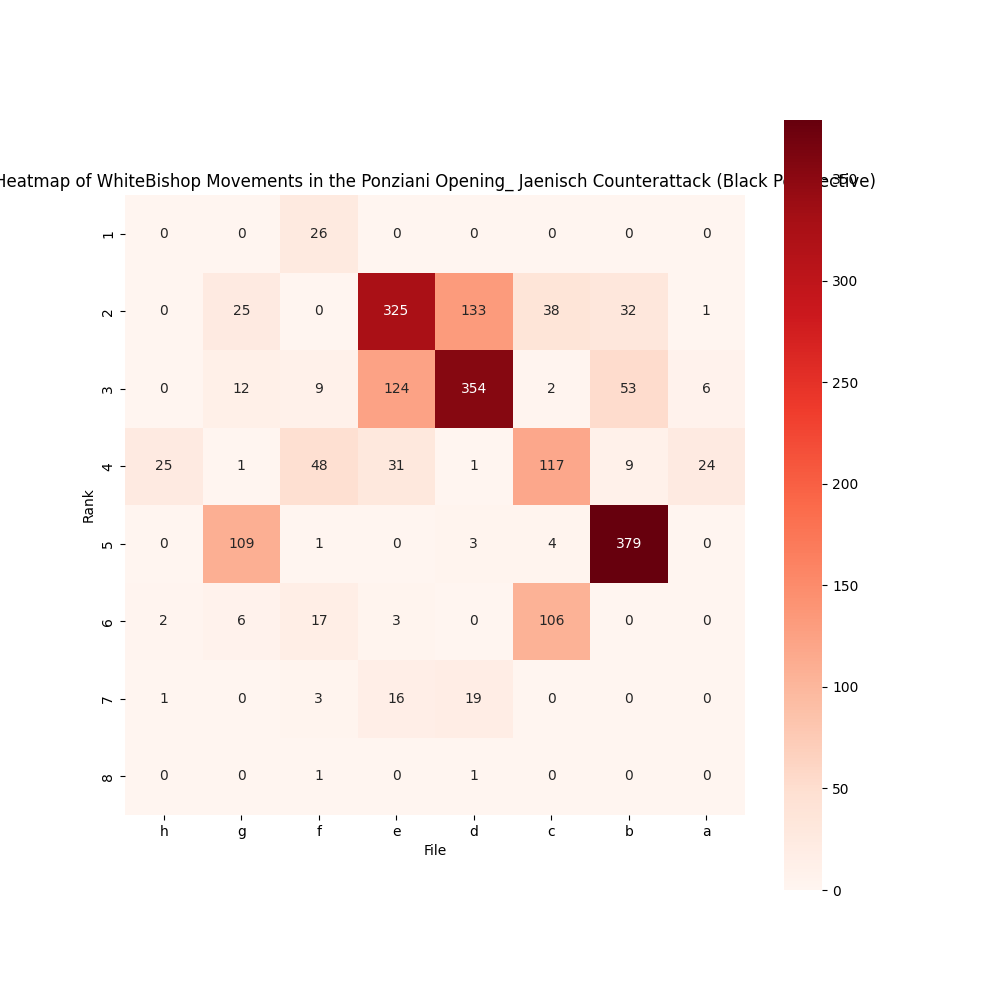 Heatmap of WhiteBishop Movements in the Ponziani Opening_ Jaenisch Counterattack (Black
350
1 0 0 26 0 0 0 0 0
300
2 0 25 0 325 133 38 32 1
250
3 0 12 9 124 354 2 53 6
200
4 25 1 48 31 1 117 9 24
Rank
150
5 0 109 1 0 3 4 379 0
6 2 6 17 3 0 106 0 0
100
7 1 0 3 16 19 0 0 0
50
8 0 0 1 0 1 0 0 0
h g f e d c b a
File
0